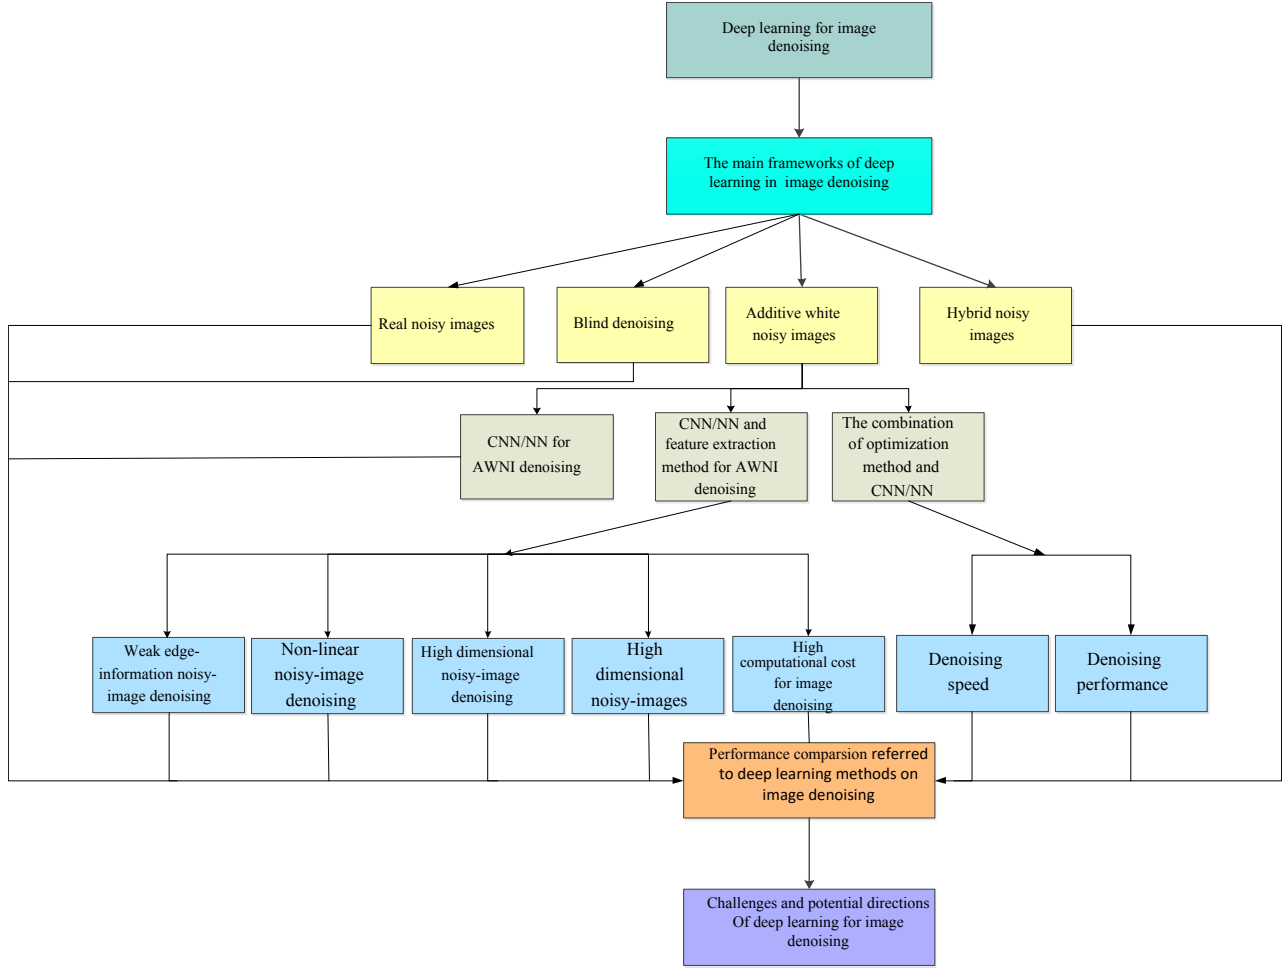 Deep learning for image
denoising
The main frameworks of deep
learning in image denoising
Real noisy images
Blind denoising
Additive white
noisy images
Hybrid noisy
images
CNN/NN for
AWNI denoising
CNN/NN and
feature extraction
method for AWNI
denoising
The combination
of optimization
method and
CNN/NN
Weak edge-
information noisy-
image denoising
Non-linear
noisy-image
denoising
High dimensional
noisy-image
denoising
High
dimensional
noisy-images
High
computational cost
for image
denoising
Denoising
speed
Denoising
performance
Performance comparsion referred
to deep learning methods on
image denoising
Challenges and potential directions
Of deep learning for image
denoising